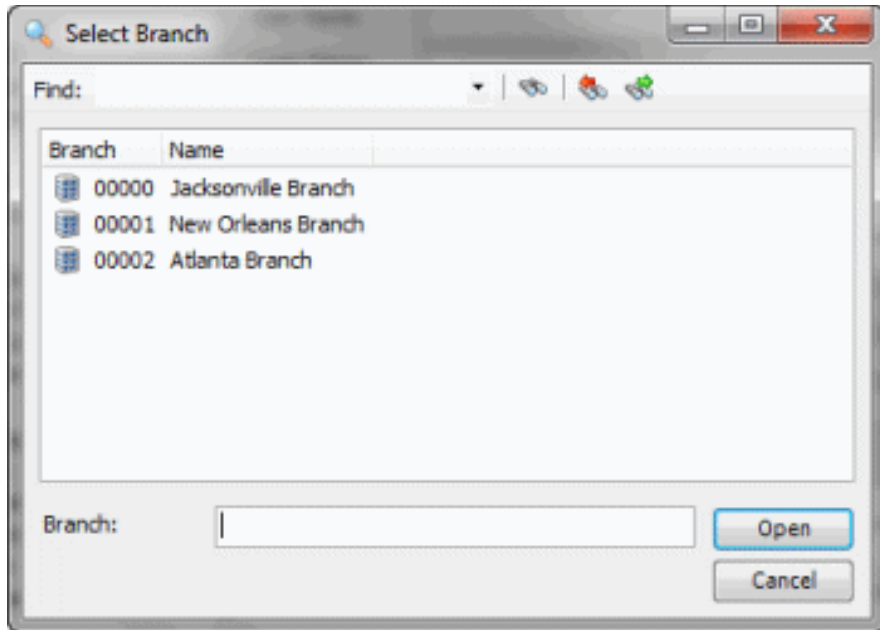 Select Branch
Find:
Branch Name
00000 Jacksonville Branch
00001 New Orleans Branch
00002 Atlanta Branch
Branch:
Open
Cancel